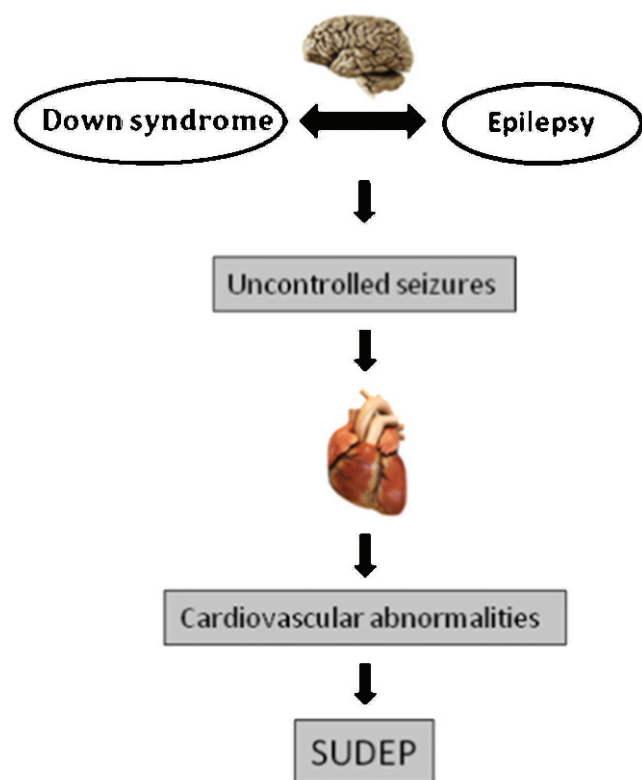 Down syndrome
Epilepsy
Uncontrolled seizures
Cardiovascular abnormalities
SUDEP